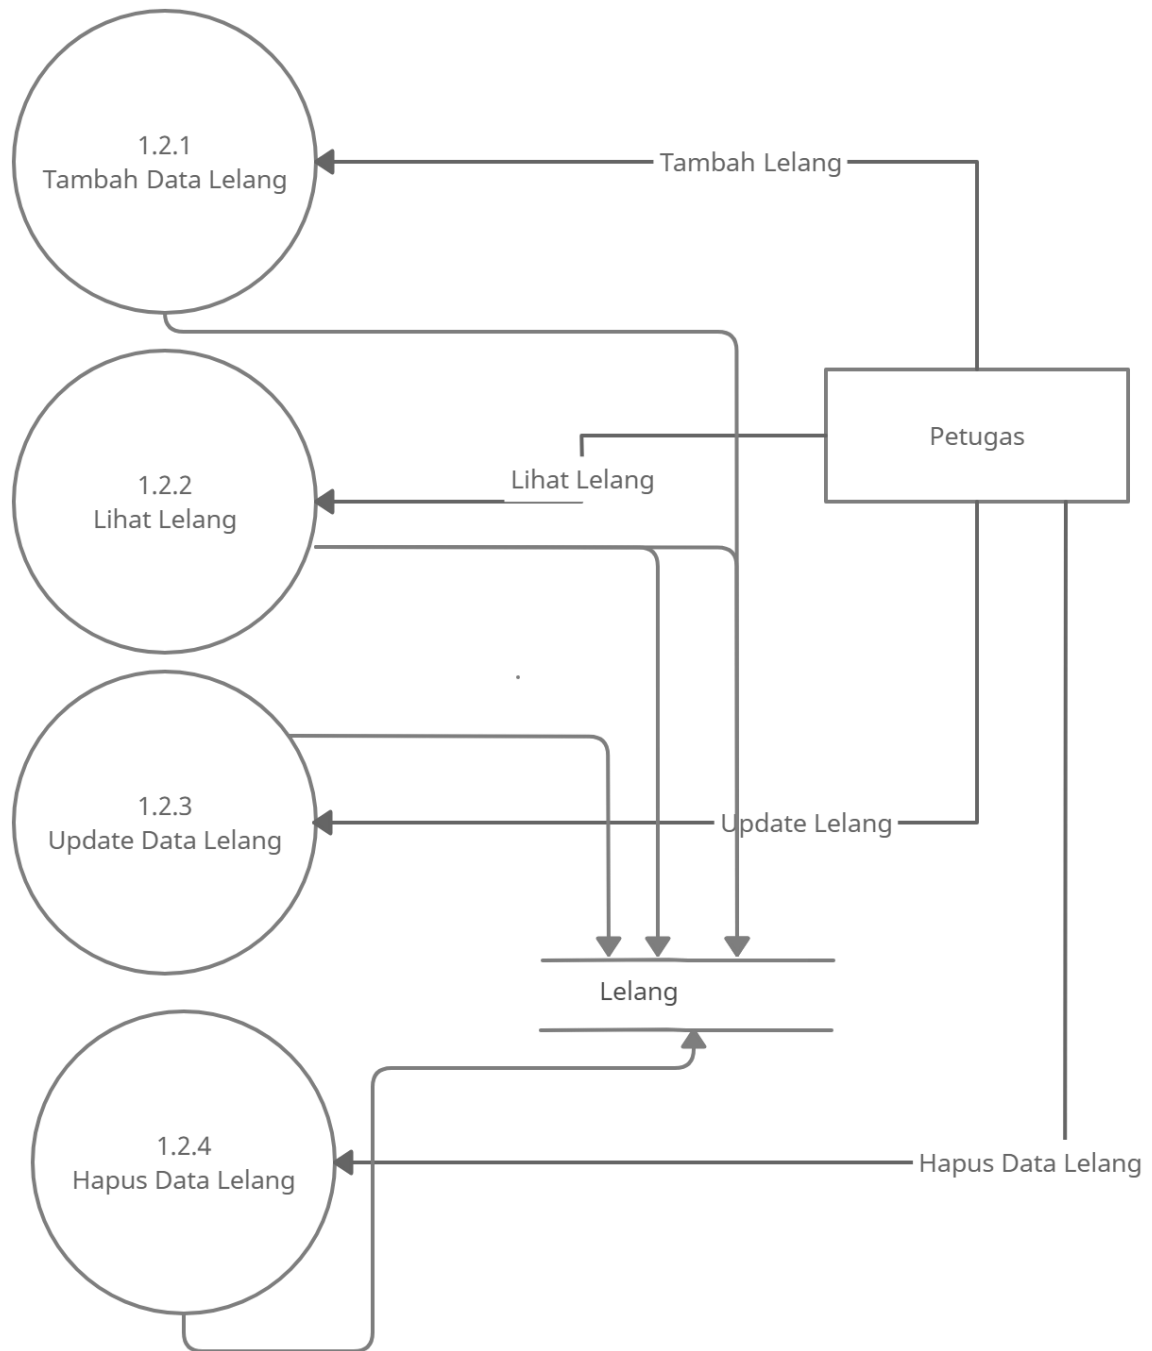 1.2.1
Tambah Data Lelang
Tambah Lelang
Petugas
Lihat Lelang
1.2.2
Lihat Lelang
1.2.3
Update Data Lelang
Update Lelang
Lelang
1.2.4
Hapus Data Lelang
Hapus Data Lelang